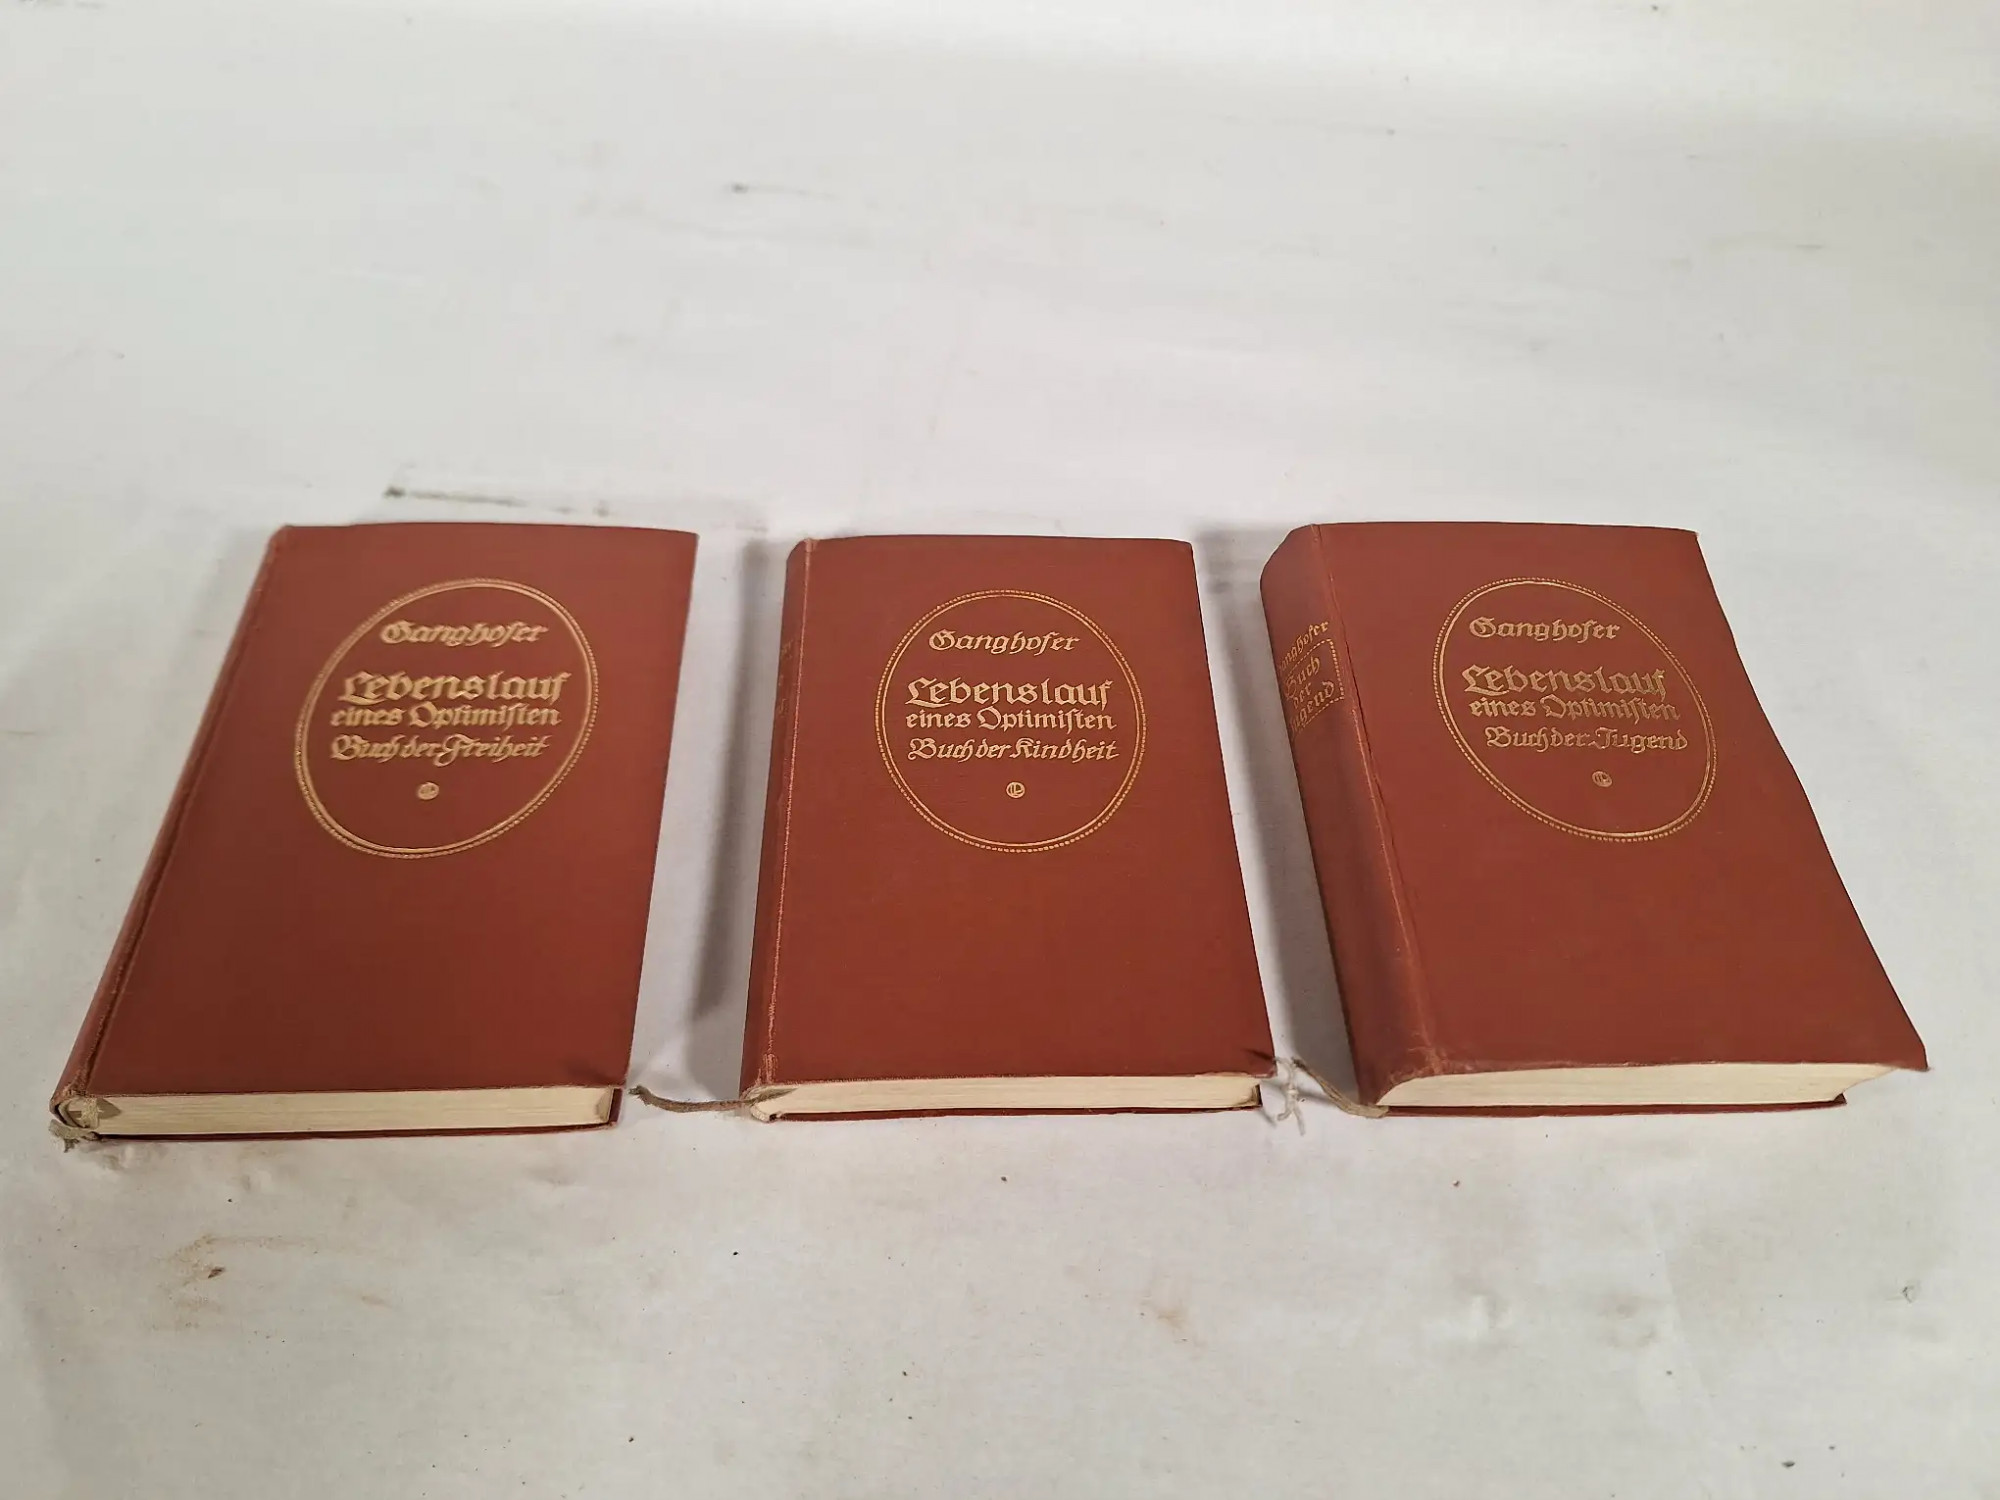 Ganghofer
Lebenslauf
eines Optimisten
Buch der Freiheit
Ganghofer
Lebenslauf
eines Optimisten
Buch der Kindheit
Ganghofer
Buch
der
Jugend
Ganghofer
Lebenslauf
eines Optimisten
Buch der Jugend